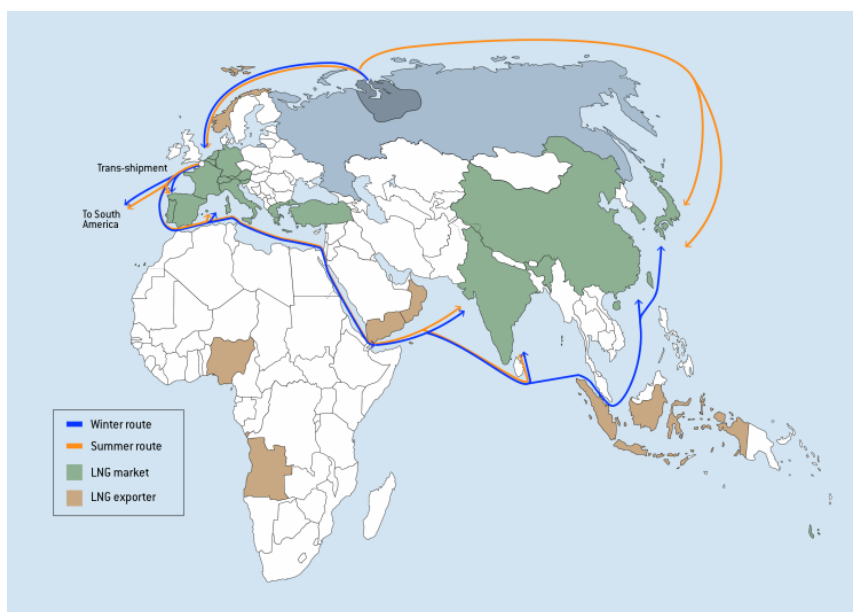 Trans-shipment
To South
America
Winter route
Summer route
LNG market
LNG exporter